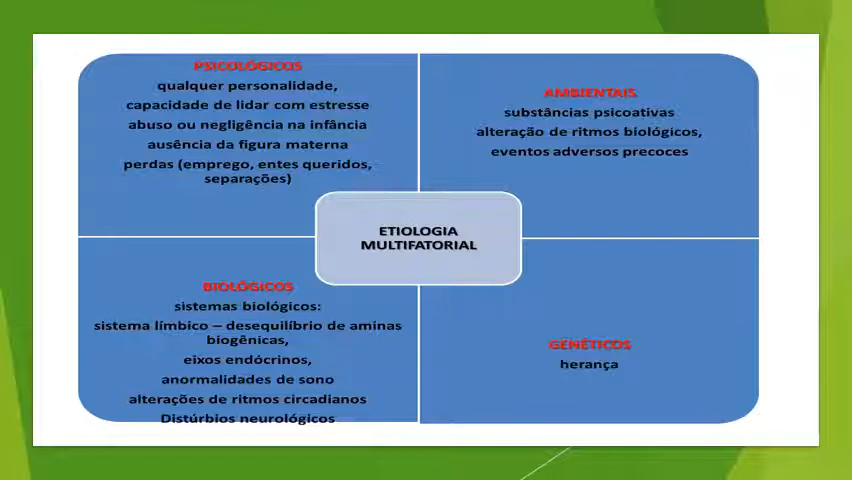 PSICOLÓGICOS
qualquer personalidade,
capacidade de lidar com estresse
abuso ou negligência na infância
ausência da figura materna
perdas (emprego, entes queridos,
separações)
AMBIENTAIS
substâncias psicoativas
alteração de ritmos biológicos,
eventos adversos precoces
ETIOLOGIA
MULTIFATORIAL
BIOLÓGICOS
sistemas biológicos:
sistema límbico – desequilíbrio de aminas
biogênicas,
eixos endócrinos,
anormalidades de sono
alterações de ritmos circadianos
Distúrbios neurológicos
GENÉTICOS
herança